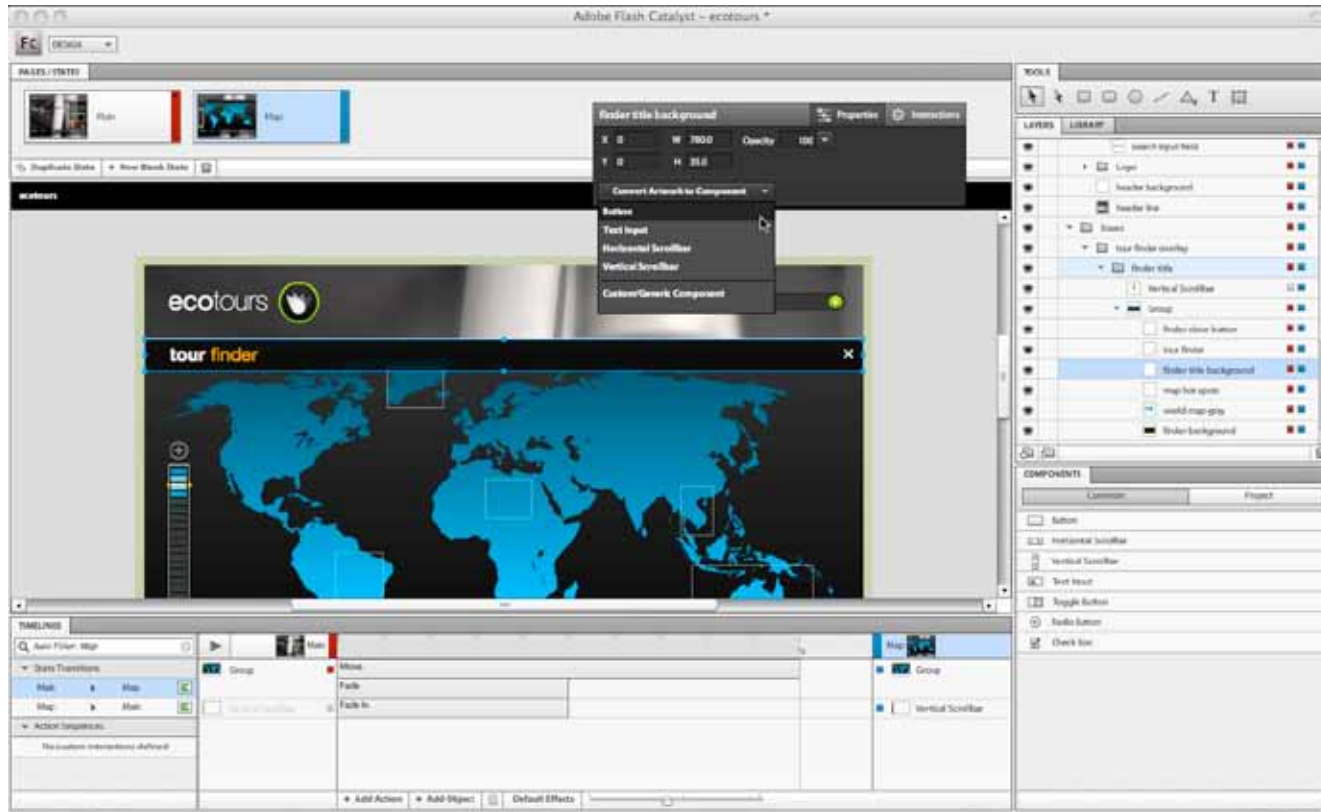 Adobe Flash Catalyst – ecotours *
Fc DESIGN
PAGES / STATES
Main
Map
Duplicate State + New Blank State
ecotours
finder title background
Properties
Interactions
X 0 W 780.0 Opacity 100
Y 0 H 35.0
Convert Artwork to Component
Button
Text Input
Horizontal ScrollBar
Vertical ScrollBar
Custom/Generic Component
ecotours
tour finder
TOOLS
T
LAYERS LIBRARY
search input field
Logo
header background
header line
tour finder overlay
finder title
Vertical ScrollBar
Group
finder close button
tour finder
finder title background
map hot spots
world map gray
finder background
COMPONENTS
Common Project
Button
Horizontal ScrollBar
Vertical ScrollBar
Text Input
Toggle Button
Radio Button
Check box
TIMELINES
Auto Filter: Map
State Transitions
Main Map
Map Main
Action Sequences
No custom interactions defined
Main
Group
Vertical ScrollBar
Move
Fade
Fade In
Map
Group
Vertical ScrollBar
+ Add Action + Add Object Default Effects